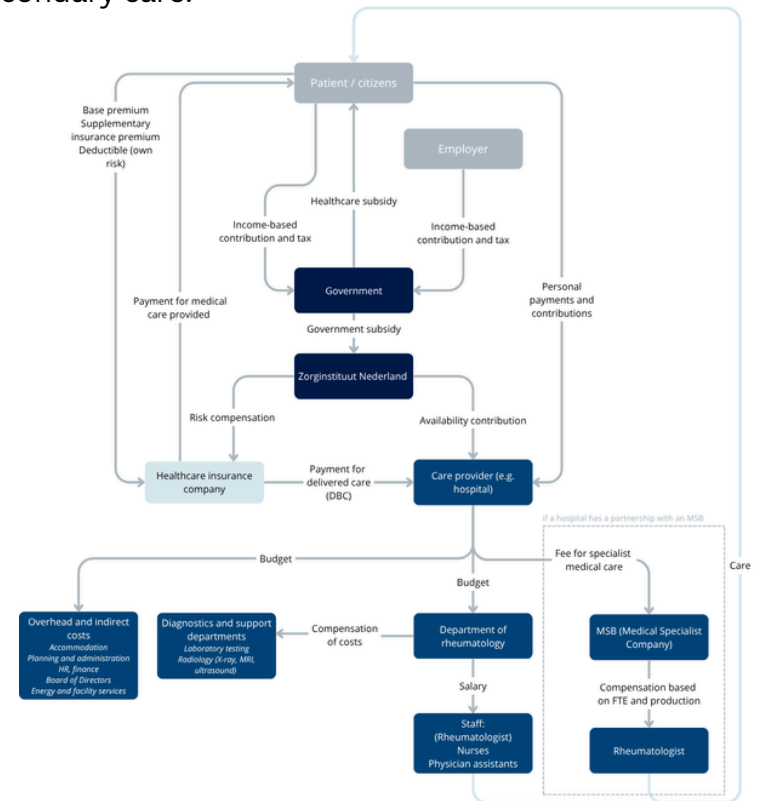 condary care.
Patient / citizens
Base premium
Supplementary
insurance premium
Deductible (own
risk)
Employer
Healthcare subsidy
Income-based
contribution and tax
Income-based
contribution and tax
Government
Personal
payments and
contributions
Payment for medical
care provided
Government subsidy
Zorginstituut Nederland
Risk compensation
Availability contribution
Healthcare insurance
company
Payment for
delivered care
(DBC)
Care provider (e.g.
hospital)
If a hospital has a partnership with an MSB
Budget
Fee for specialist
medical care
Care
Budget
Overhead and indirect
costs
Accommodation
Planning and administration
HR, finance
Board of Directors
Energy and facility services
Diagnostics and support
departments
Laboratory testing
Radiology (X-ray, MRI,
ultrasound)
Compensation
of costs
Department of
rheumatology
MSB (Medical Specialist
Company)
Salary
Compensation based
on FTE and production
Staff:
(Rheumatologist)
Nurses
Physician assistants
Rheumatologist